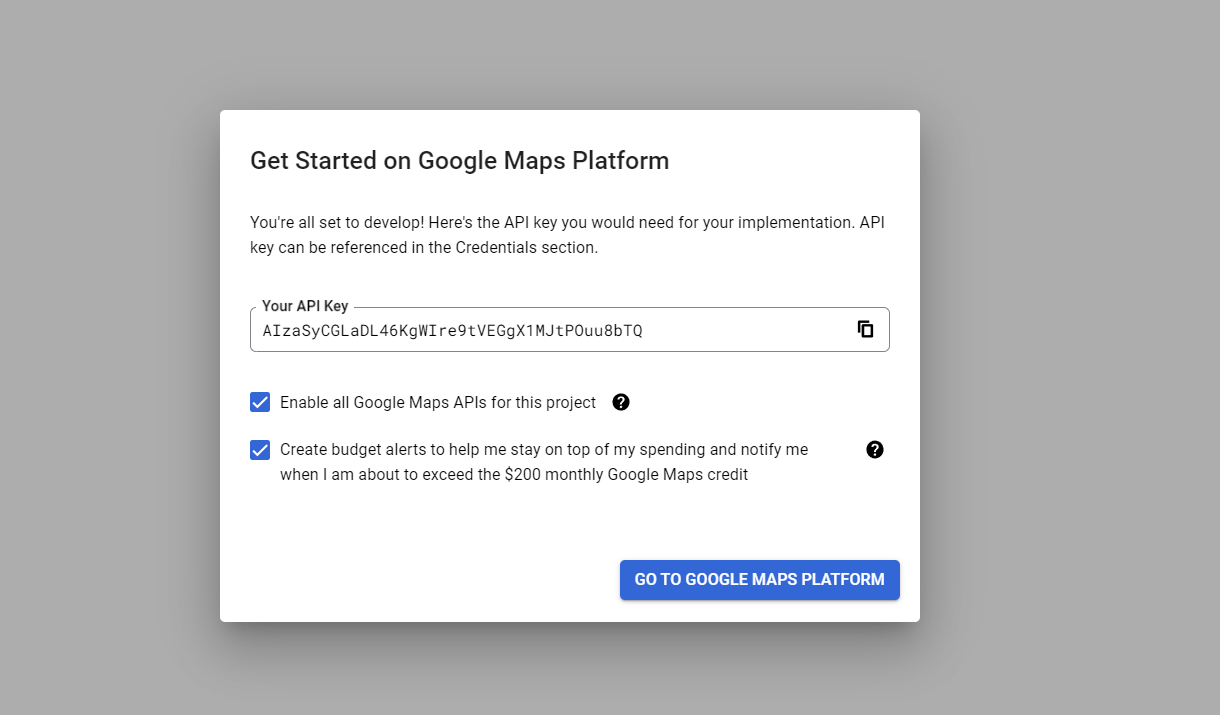 Get Started on Google Maps Platform
You're all set to develop! Here's the API key you would need for your implementation. API
key can be referenced in the Credentials section.
Your API Key
AIzaSyCGLaDL46KgWIre9tVEGgX1MJtPOuu8bTQ
Enable all Google Maps APIs for this project
Create budget alerts to help me stay on top of my spending and notify me
when I am about to exceed the $200 monthly Google Maps credit
GO TO GOOGLE MAPS PLATFORM